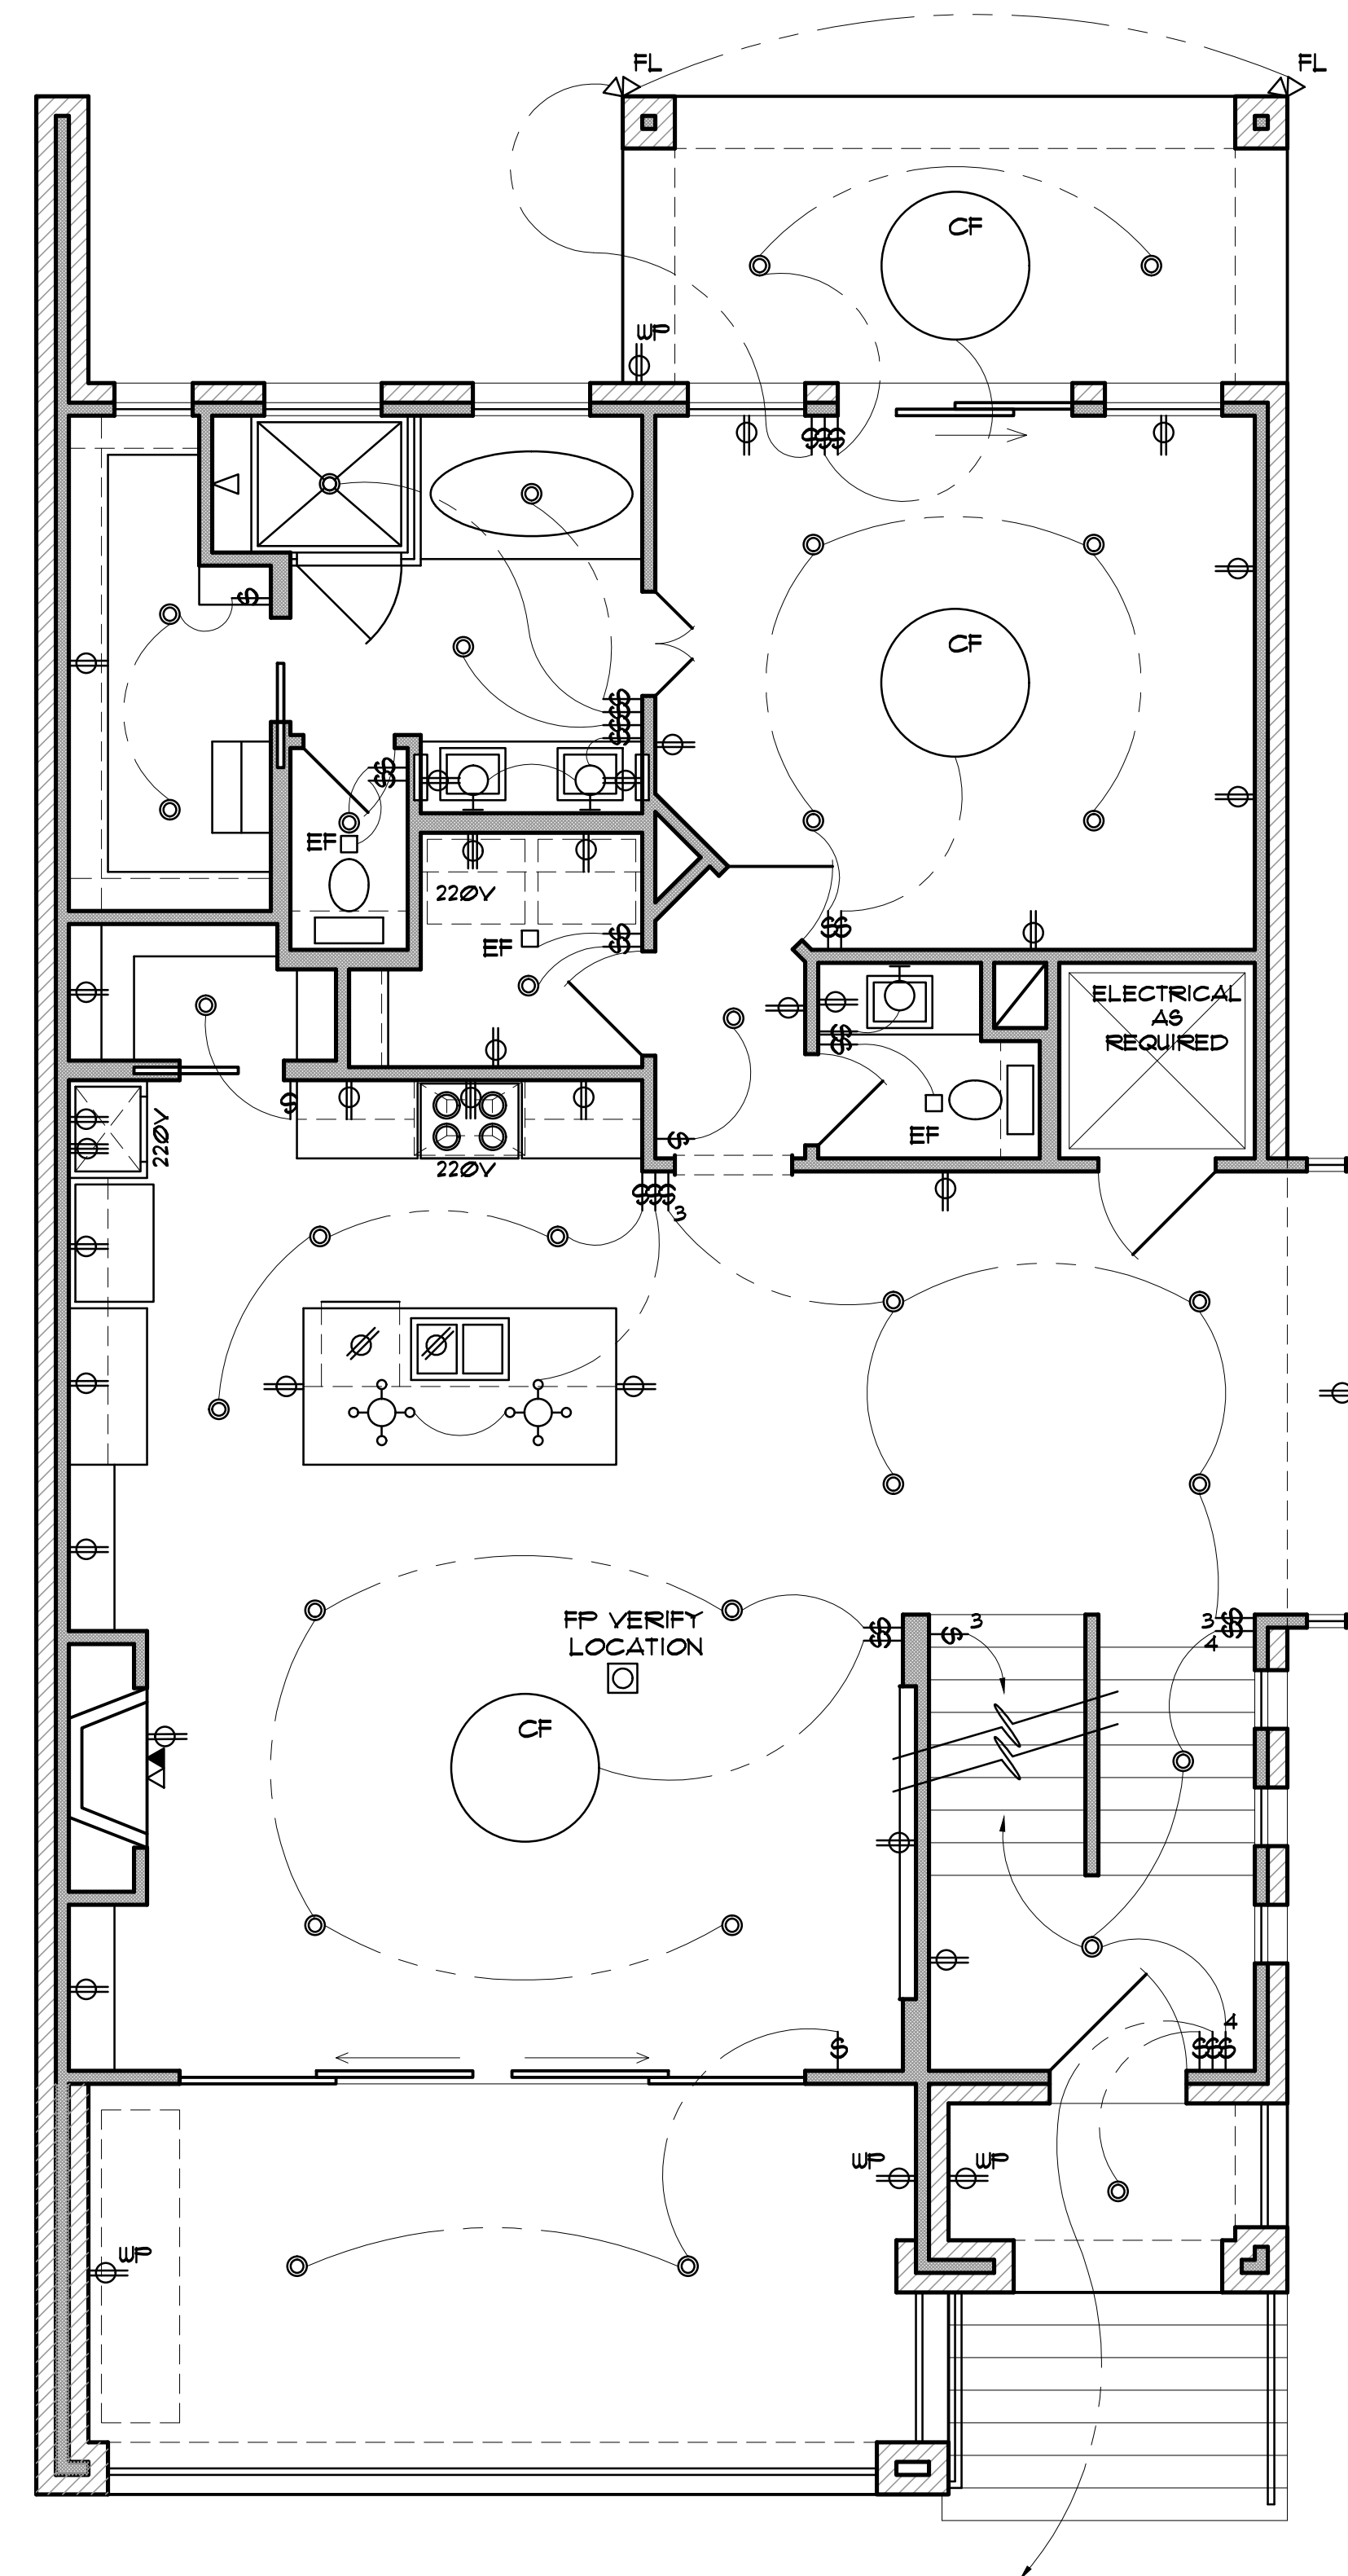 FL
FL
CF
WP
$$$
CF
$
$
$
$
$
$
$
EF
220V
$
$
EF
$$
ELECTRICAL
AS
REQUIRED
$
$
$
220V
$
EF
220V
$$$
3
FP VERIFY
LOCATION
$
$
$
3
3
$
$
4
CF
4
$
$$$
WP
WP
WP